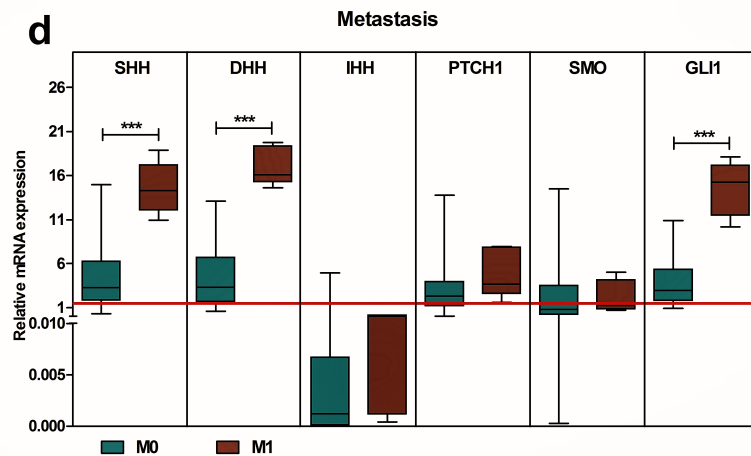 d
Metastasis
SHH DHH IHH PTCH1 SMO GLI1
*** *** ***
Relative mRNA expression
26
21
16
11
6
1
0.010
0.005
0.000
M0 M1